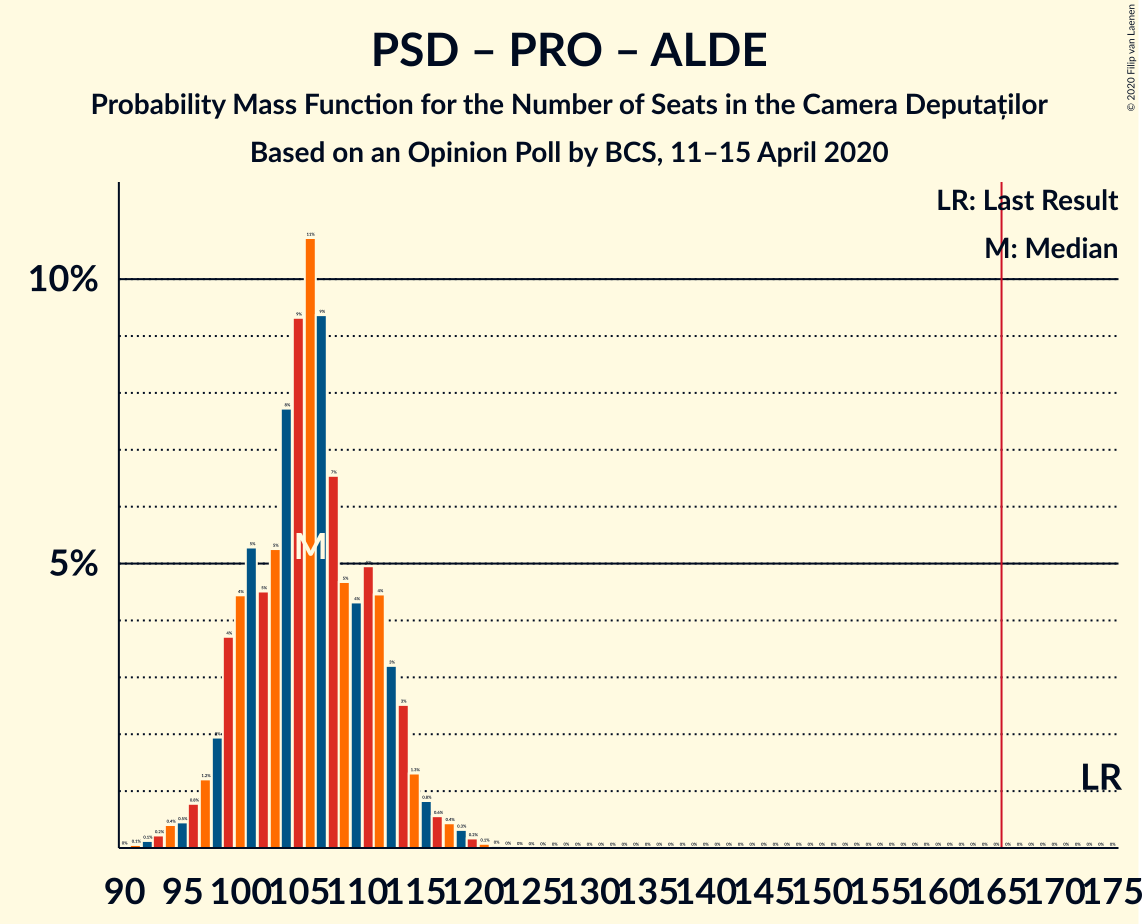 PSD – PRO – ALDE
Probability Mass Function for the Number of Seats in the Camera Deputaților
Based on an Opinion Poll by BCS, 11–15 April 2020
© 2020 Filip van Laenen
LR: Last Result
M: Median
10%
5%
M
LR
90 95 100 105 110 115 120 125 130 135 140 145 150 155 160 165 170 175